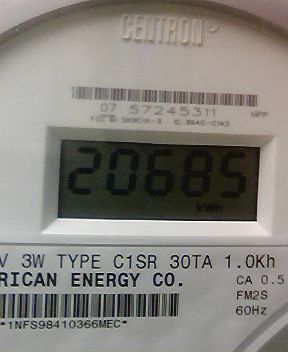 CENTRON®
07 57245311
20685
kWh
V 3W TYPE C1SR 30TA 1.0Kh
RICAN ENERGY CO. CA 0.5
FM2S
60Hz
*1NFS98410366MEC*